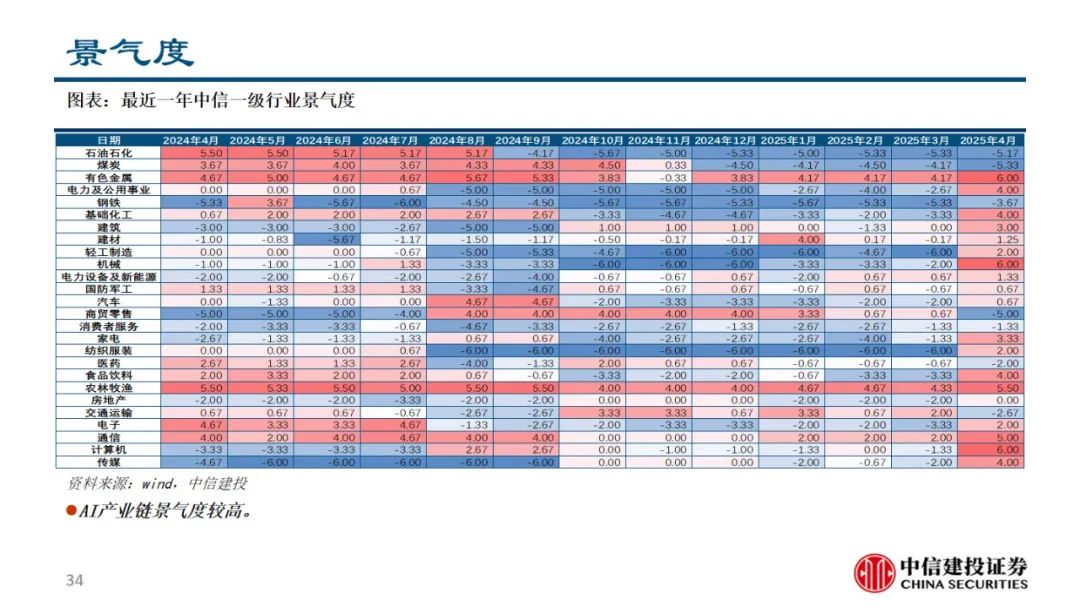 景气度
图表：最近一年中信一级行业景气度
日期 2024年4月 2024年5月 2024年6月 2024年7月 2024年8月 2024年9月 2024年10月 2024年11月 2024年12月 2025年1月 2025年2月 2025年3月 2025年4月
石油石化 5.50 5.50 5.17 5.17 5.17 -4.17 -5.67 -5.00 -5.33 -5.00 -5.33 -5.33 -5.17
煤炭 3.67 3.67 4.00 3.67 4.33 4.33 4.50 0.33 -4.50 -4.17 -4.50 -4.17 -5.33
有色金属 4.67 5.00 4.67 4.67 5.67 5.33 3.83 -0.33 3.83 4.17 4.17 4.17 6.00
电力及公用事业 0.00 0.00 0.00 0.67 -5.00 -5.00 -5.00 -5.00 -5.00 -2.67 -4.00 -2.67 4.00
钢铁 -5.33 3.67 -5.67 -6.00 -4.50 -4.50 -5.67 -5.67 -5.33 -5.67 -5.33 -5.33 -3.67
基础化工 0.67 2.00 2.00 2.00 2.67 2.67 -3.33 -4.67 -4.67 -3.33 -2.00 -3.33 4.00
建筑 -3.00 -3.00 -3.00 -2.67 -5.00 -5.00 1.00 1.00 1.00 0.00 -1.33 0.00 3.00
建材 -1.00 -0.83 -5.67 -1.17 -1.50 -1.17 -0.50 -0.17 -0.17 4.00 0.17 -0.17 1.25
轻工制造 0.00 0.00 0.00 -0.67 -5.00 -5.33 -4.67 -6.00 -6.00 -6.00 -4.67 -6.00 2.00
机械 -1.00 -1.00 -1.00 1.33 -3.33 -3.33 -6.00 -6.00 -6.00 -3.33 -3.33 -2.00 6.00
电力设备及新能源 -2.00 -2.00 -0.67 -2.00 -2.67 -4.00 -0.67 -0.67 0.67 -2.00 0.67 0.67 1.33
国防军工 1.33 1.33 1.33 1.33 -3.33 -4.67 0.67 -0.67 0.67 -0.67 0.67 -0.67 0.67
汽车 0.00 -1.33 0.00 0.00 4.67 4.67 -2.00 -3.33 -3.33 -3.33 -2.00 -2.00 0.67
商贸零售 -5.00 -5.00 -5.00 -4.00 4.00 4.00 4.00 4.00 4.00 3.33 0.67 0.67 -5.00
消费者服务 -2.00 -3.33 -3.33 -0.67 -4.67 -3.33 -2.67 -2.67 -1.33 -2.67 -2.67 -1.33 -1.33
家电 -2.67 -1.33 -1.33 -1.33 0.67 0.67 -4.00 -2.67 -2.67 -2.67 -4.00 -1.33 3.33
纺织服装 0.00 0.00 0.00 0.67 -6.00 -6.00 -6.00 -6.00 -6.00 -6.00 -6.00 -6.00 2.00
医药 2.67 1.33 1.33 2.67 -4.00 -1.33 2.00 0.67 0.67 -0.67 -0.67 -0.67 -2.00
食品饮料 2.00 3.33 2.00 2.00 0.67 -0.67 -3.33 -2.00 -2.00 -0.67 -3.33 -3.33 4.00
农林牧渔 5.50 5.33 5.50 5.00 5.50 5.50 4.00 4.00 4.00 4.67 4.67 4.33 5.50
房地产 -2.00 -2.00 -2.00 -3.33 -2.00 -2.00 0.00 0.00 0.00 -2.00 -2.00 -2.00 0.00
交通运输 0.67 0.67 0.67 -0.67 -2.67 -2.67 3.33 3.33 0.67 3.33 0.67 2.00 -2.67
电子 4.67 3.33 3.33 4.67 -1.33 -2.67 -2.00 -3.33 -3.33 -2.00 -2.00 -3.33 2.00
通信 4.00 2.00 4.00 4.67 4.00 4.00 0.00 0.00 0.00 2.00 2.00 2.00 5.00
计算机 -3.33 -3.33 -3.33 -3.33 2.67 2.67 0.00 -1.00 -1.00 -1.33 0.00 -1.33 6.00
传媒 -4.67 -6.00 -6.00 -6.00 -6.00 -6.00 0.00 0.00 0.00 -2.00 -0.67 -2.00 4.00
资料来源：wind，中信建投
●AI产业链景气度较高。
34
中信建投证券
CHINA SECURITIES